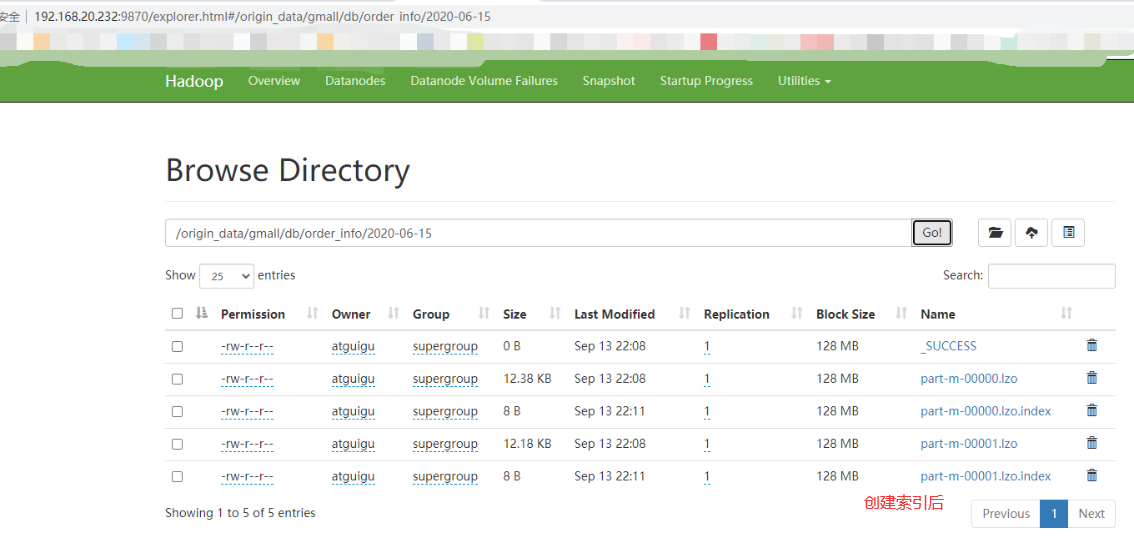 安全 192.168.20.232:9870/explorer.html#/origin_data/gmall/db/order_info/2020-06-15
Hadoop Overview Datanodes Datanode Volume Failures Snapshot Startup Progress Utilities
Browse Directory
/origin_data/gmall/db/order_info/2020-06-15 Go!
Show 25 entries Search:
Permission Owner Group Size Last Modified Replication Block Size Name
-rw-r--r-- atguigu supergroup 0 B Sep 13 22:08 1 128 MB _SUCCESS
-rw-r--r-- atguigu supergroup 12.38 KB Sep 13 22:08 1 128 MB part-m-00000.lzo
-rw-r--r-- atguigu supergroup 8 B Sep 13 22:11 1 128 MB part-m-00000.lzo.index
-rw-r--r-- atguigu supergroup 12.18 KB Sep 13 22:08 1 128 MB part-m-00001.lzo
-rw-r--r-- atguigu supergroup 8 B Sep 13 22:11 1 128 MB part-m-00001.lzo.index
创建索引后
Showing 1 to 5 of 5 entries Previous 1 Next